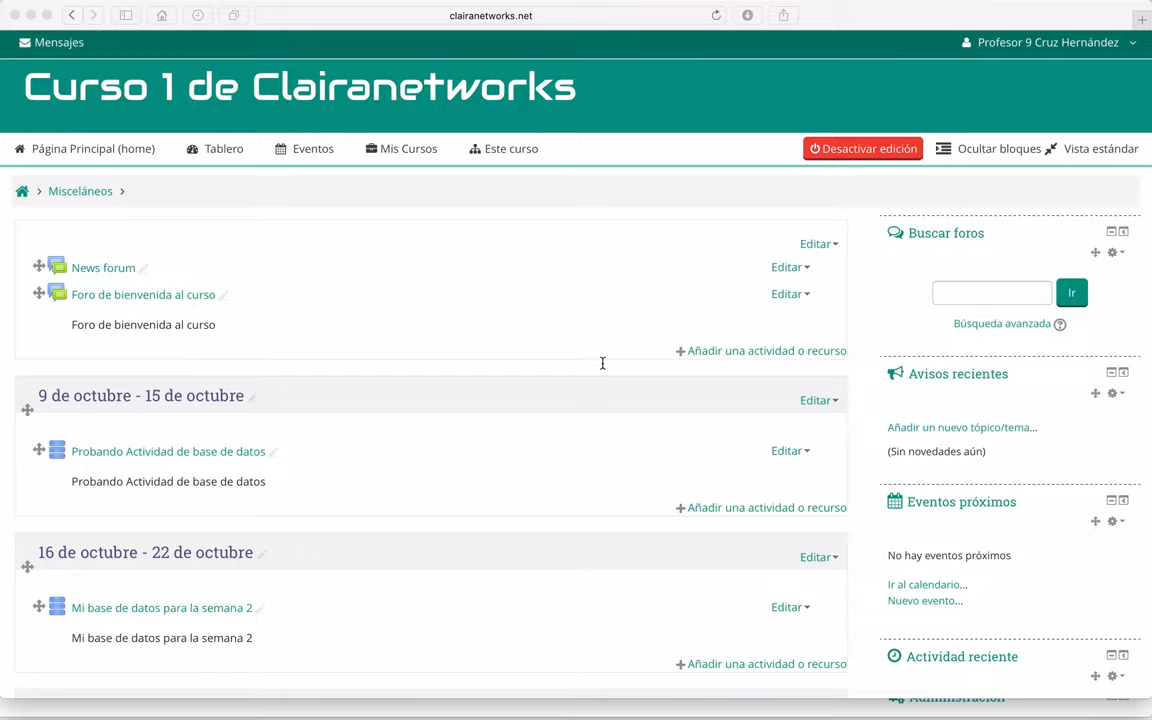 clairanetworks.net
Mensajes
Profesor 9 Cruz Hernández
Curso 1 de Clairanetworks
Página Principal (home) Tablero Eventos Mis Cursos Este curso Desactivar edición Ocultar bloques Vista estándar
Misceláneos
Editar
News forum Editar
Foro de bienvenida al curso Editar
Foro de bienvenida al curso
Añadir una actividad o recurso
9 de octubre - 15 de octubre Editar
Probando Actividad de base de datos Editar
Probando Actividad de base de datos
Añadir una actividad o recurso
16 de octubre - 22 de octubre Editar
Mi base de datos para la semana 2 Editar
Mi base de datos para la semana 2
Añadir una actividad o recurso
Buscar foros
Ir
Búsqueda avanzada
Avisos recientes
Añadir un nuevo tópico/tema...
(Sin novedades aún)
Eventos próximos
No hay eventos próximos
Ir al calendario...
Nuevo evento...
Actividad reciente
Administración